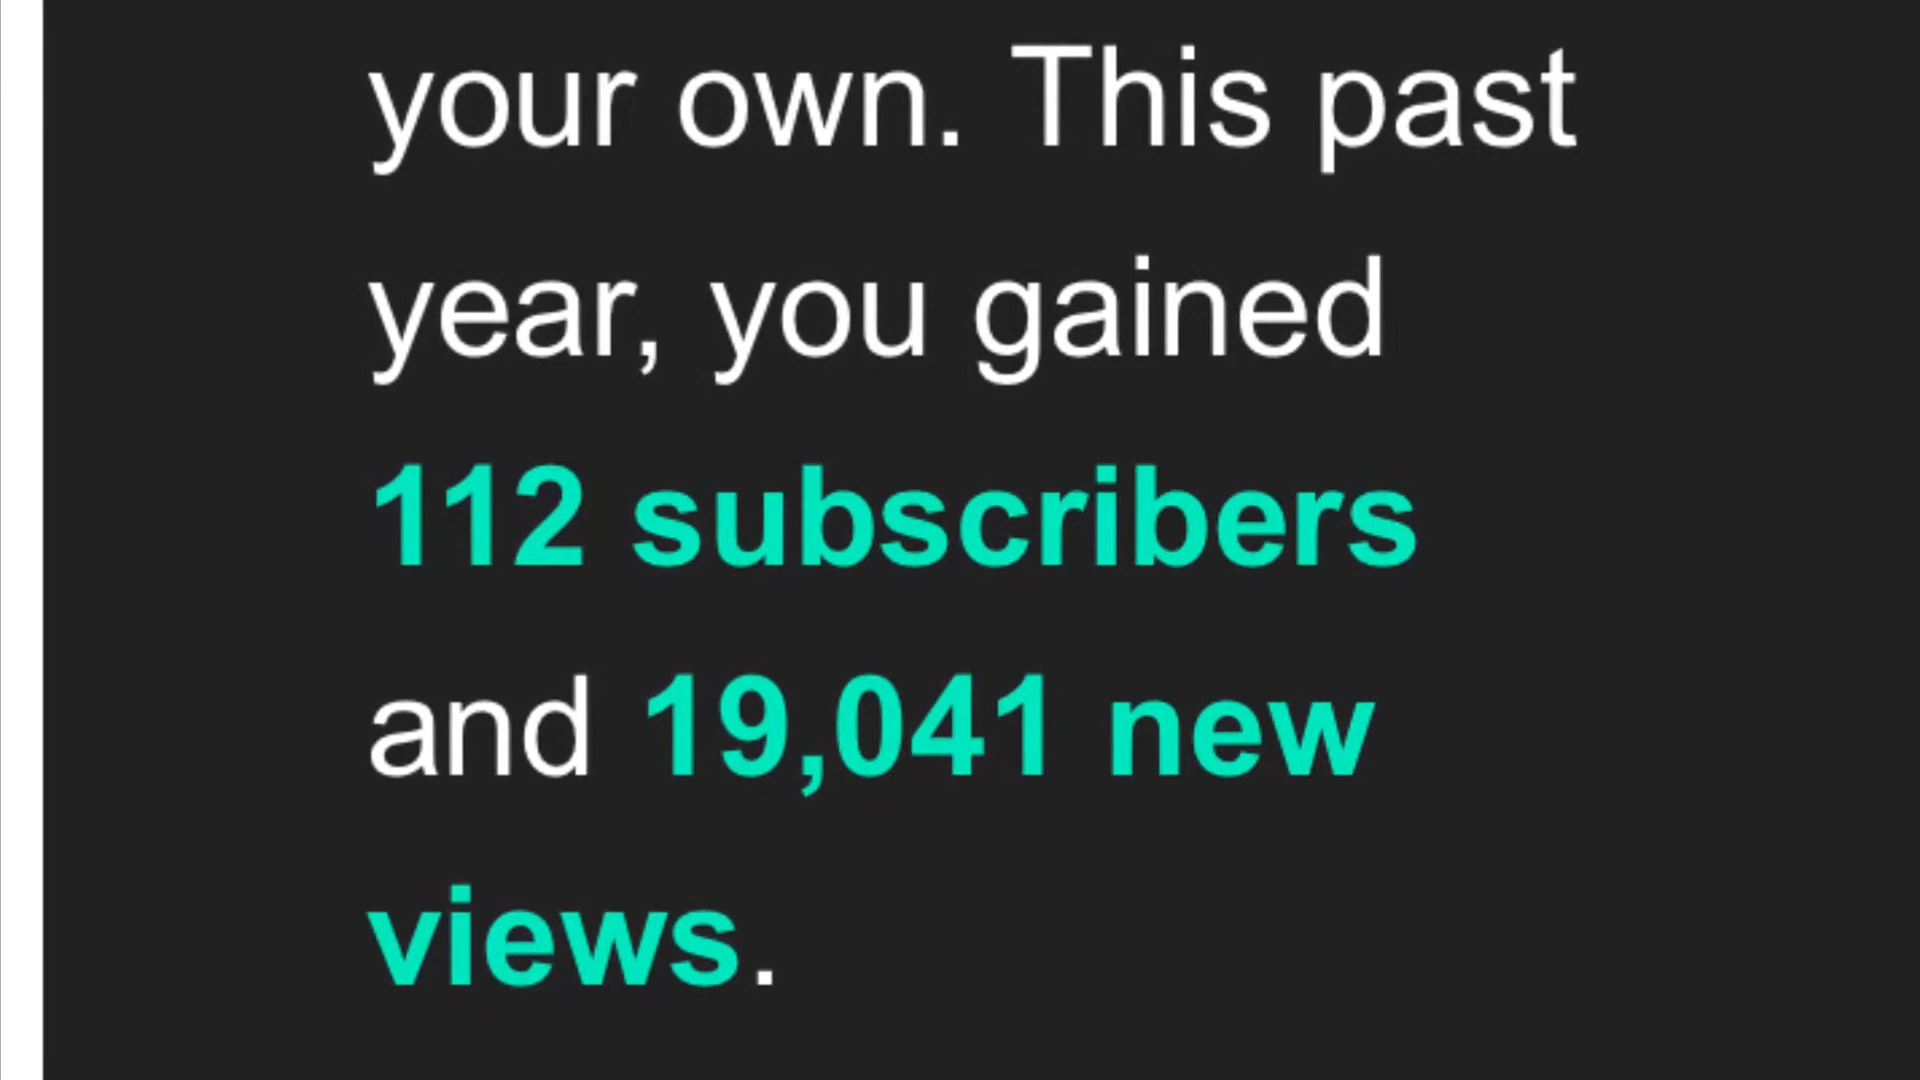 your own. This past
year, you gained
112 subscribers
and 19,041 new
views.